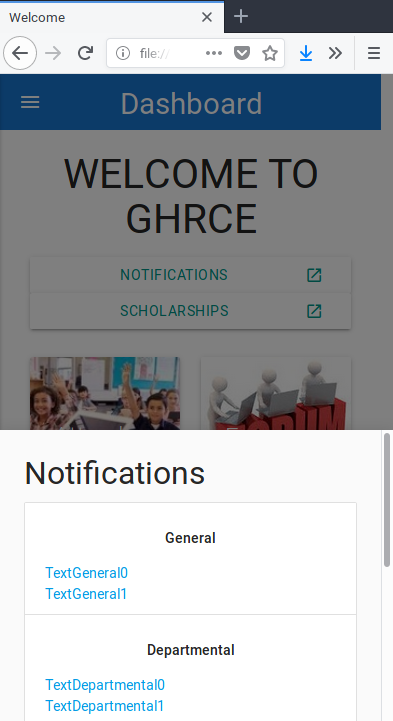 Welcome
file://
Dashboard
WELCOME TO
GHRCE
NOTIFICATIONS
SCHOLARSHIPS
Notifications
General
TextGeneral0
TextGeneral1
Departmental
TextDepartmental0
TextDepartmental1